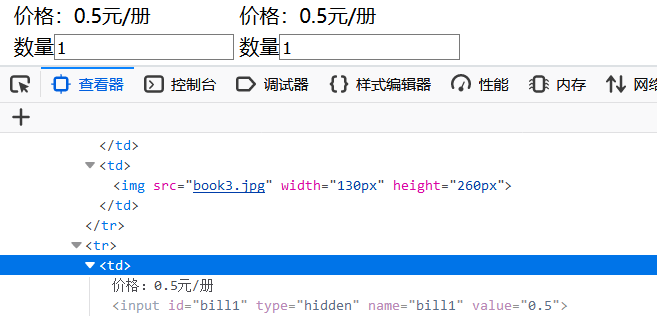 价格：0.5元/册 价格：0.5元/册
数量1 数量1
查看器 控制台 调试器 样式编辑器 性能 内存 网络
</td>
<td>
<img src="book3.jpg" width="130px" height="260px">
</td>
</tr>
<tr>
<td>
价格：0.5元/册
<input id="bill1" type="hidden" name="bill1" value="0.5">